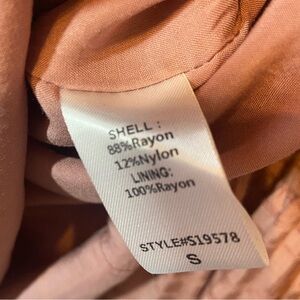 SHELL :
88%Rayon
12%Nylon
LINING:
100%Rayon
STYLE#S19578
S